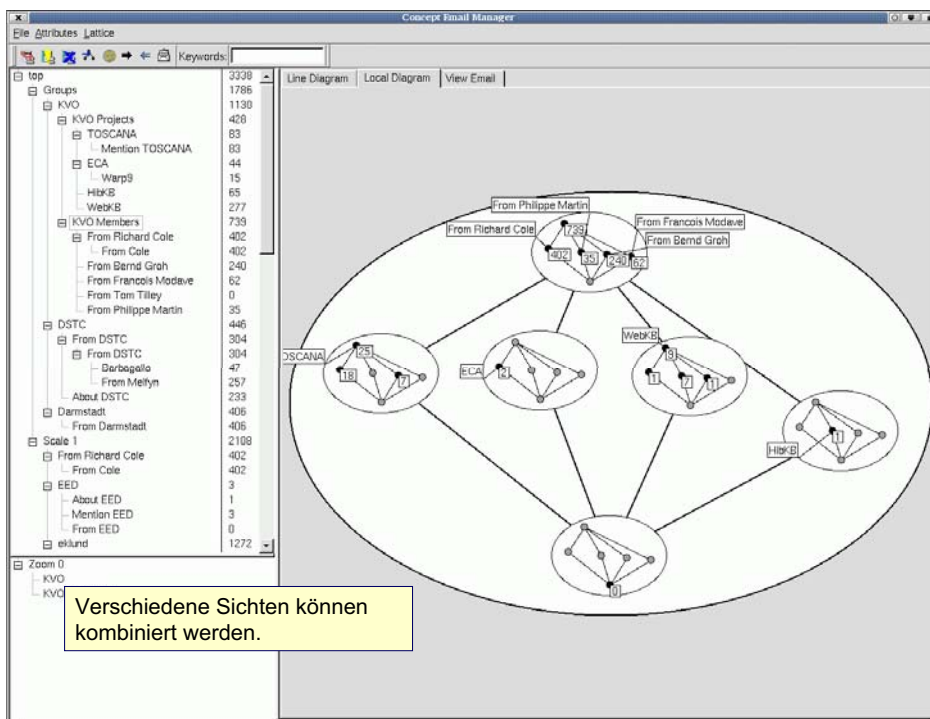 Concept Email Manager
File Attributes Lattice
Keywords:
top 3338
Groups 1786
KVO 1130
KVO Projects 428
TOSCANA 83
Mention TOSCANA 83
ECA 44
Warp9 15
HibKB 65
WebKB 277
KVO Members 739
From Richard Cole 402
From Cole 402
From Bernd Groh 240
From Francois Modave 62
From Tom Tilley 0
From Philippe Martin 35
DSTC 446
From DSTC 304
From DSTC 304
Barbagallo 47
From Melfyn 257
About DSTC 233
Darmstadt 406
From Darmstadt 406
Scale 1 2108
From Richard Cole 402
From Cole 402
EED 3
About EED 1
Mention EED 3
From EED 0
eklund 1272
Zoom 0
KVO
KVO
Verschiedene Sichten können
kombiniert werden.
Line Diagram Local Diagram View Email
From Philippe Martin
From Richard Cole
From Francois Modave
From Bernd Groh
739
402 35 240 62
OSCANA
25
18 7
ECA
2
WebKB
9
1 7 1
HibKB
1
0